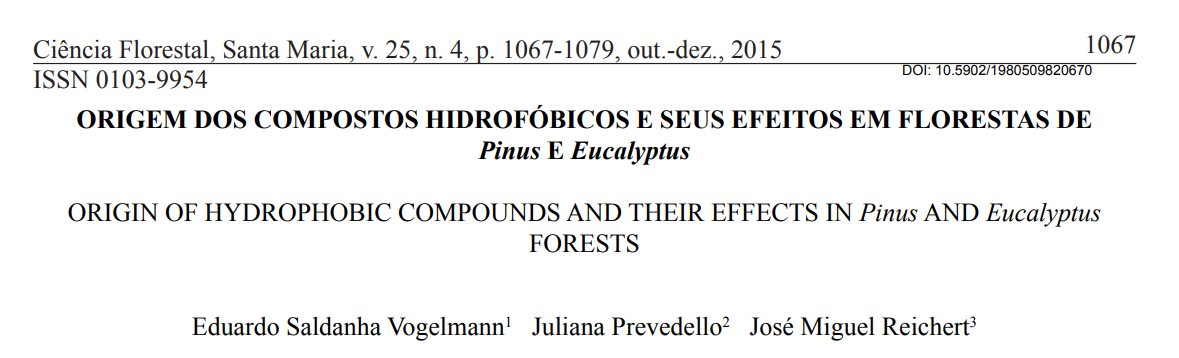 Ciência Florestal, Santa Maria, v. 25, n. 4, p. 1067-1079, out.-dez., 2015 1067
ISSN 0103-9954 DOI: 10.5902/1980509820670
ORIGEM DOS COMPOSTOS HIDROFÓBICOS E SEUS EFEITOS EM FLORESTAS DE
Pinus E Eucalyptus
ORIGIN OF HYDROPHOBIC COMPOUNDS AND THEIR EFFECTS IN Pinus AND Eucalyptus
FORESTS
Eduardo Saldanha Vogelmann¹ Juliana Prevedello² José Miguel Reichert³